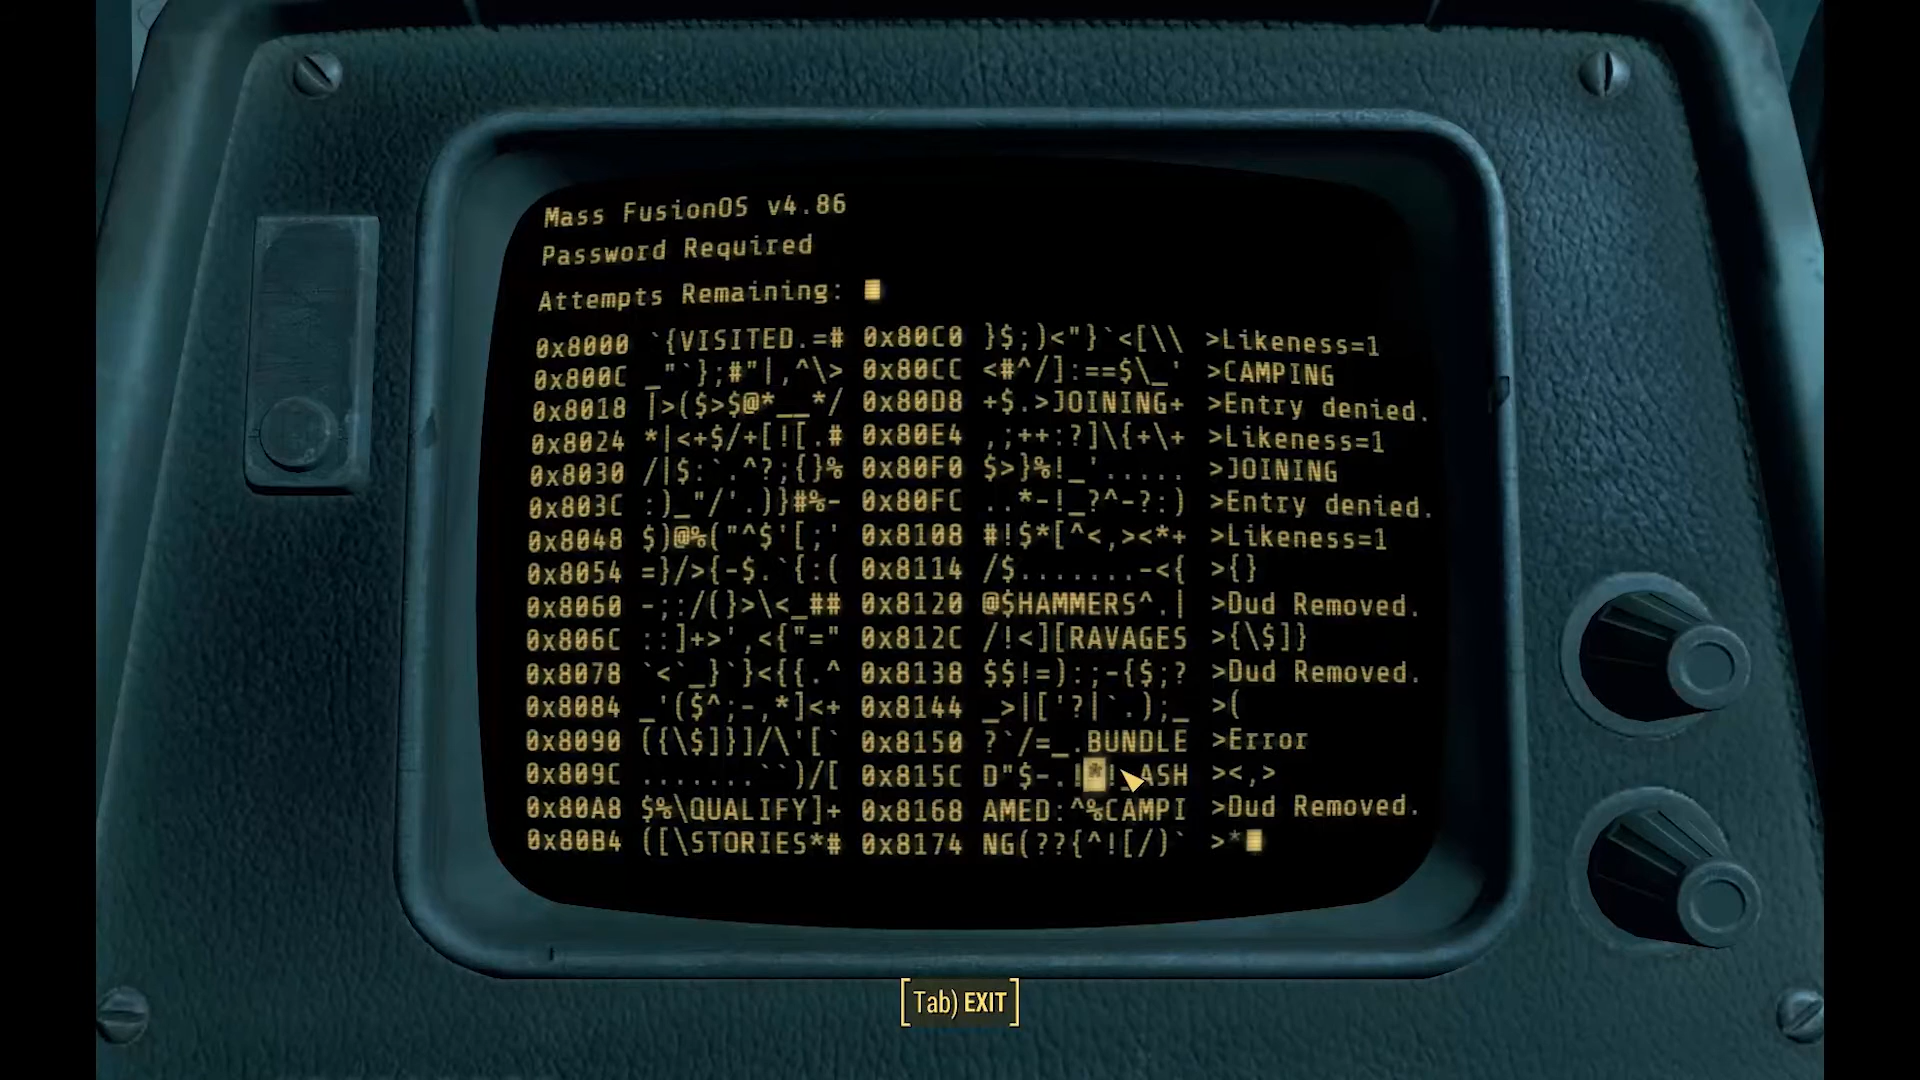 Mass FusionOS v4.86
Password Required
Attempts Remaining:
0x8000 `{VISITED.=# 0x80C0 }$;)<"}`<[\\ >Likeness=1
0x800C _"`};#"|,^\> 0x80CC <#^/]:==$\_' >CAMPING
0x8018 |>($>$@*__*/ 0x80D8 +$.>JOINING+ >Entry denied.
0x8024 *|<+$/+[![.# 0x80E4 ,;++:?]\{+\+ >Likeness=1
0x8030 /|$:`.^?;{}% 0x80F0 $>}%!_'..... >JOINING
0x803C :)_"/'.)}#%- 0x80FC ..*-!_?^-?:) >Entry denied.
0x8048 $)@%("^$'[;' 0x8108 #!$*[^<,><*+ >Likeness=1
0x8054 =}/>{-$.`{:( 0x8114 /$.......-<{ >{}
0x8060 -;:/(}>\<_## 0x8120 @$HAMMERS^.| >Dud Removed.
0x806C ::]+>',<{"=" 0x812C /!<][RAVAGES >{\$]}
0x8078 `<`_}`}<{{.^ 0x8138 $$!=):;-{$;? >Dud Removed.
0x8084 _'($^;-,*]<+ 0x8144 _>|['?|`.);_ >(
0x8090 ({\$]}]/\'[` 0x8150 ?`/=_.BUNDLE >Error
0x809C .......``)/[ 0x815C D"$-.!*!_ASH ><,>
0x80A8 $%\QUALIFY]+ 0x8168 AMED:^%CAMPI >Dud Removed.
0x80B4 ([\STORIES*# 0x8174 NG(??{^![/)` >*
[Tab) EXIT]